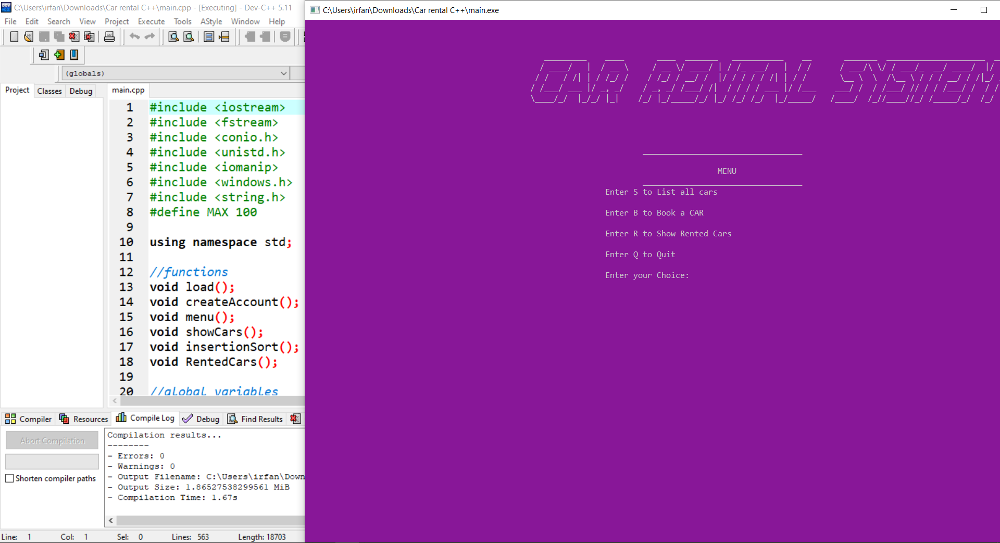 C:\Users\irfan\Downloads\Car rental C++\main.cpp - [Executing] - Dev-C++ 5.11
File Edit Search View Project Execute Tools AStyle Window Help
(globals)
Project Classes Debug
main.cpp
1 #include <iostream>
2 #include <fstream>
3 #include <conio.h>
4 #include <unistd.h>
5 #include <iomanip>
6 #include <windows.h>
7 #include <string.h>
8 #define MAX 100
9
10 using namespace std;
11
12 //functions
13 void load();
14 void createAccount();
15 void menu();
16 void showCars();
17 void insertionSort();
18 void RentedCars();
19
20 //global variables
Compiler Resources Compile Log Debug Find Results
Abort Compilation
Shorten compiler paths
Compilation results...
--------
- Errors: 0
- Warnings: 0
- Output Filename: C:\Users\irfan\Down
- Output Size: 1.86527538299561 MiB
- Compilation Time: 1.67s
Line: 1 Col: 1 Sel: 0 Lines: 563 Length: 18703
C:\Users\irfan\Downloads\Car rental C++\main.exe
CAR RENTAL SYSTEM
MENU
Enter S to List all cars
Enter B to Book a CAR
Enter R to Show Rented Cars
Enter Q to Quit
Enter your Choice: